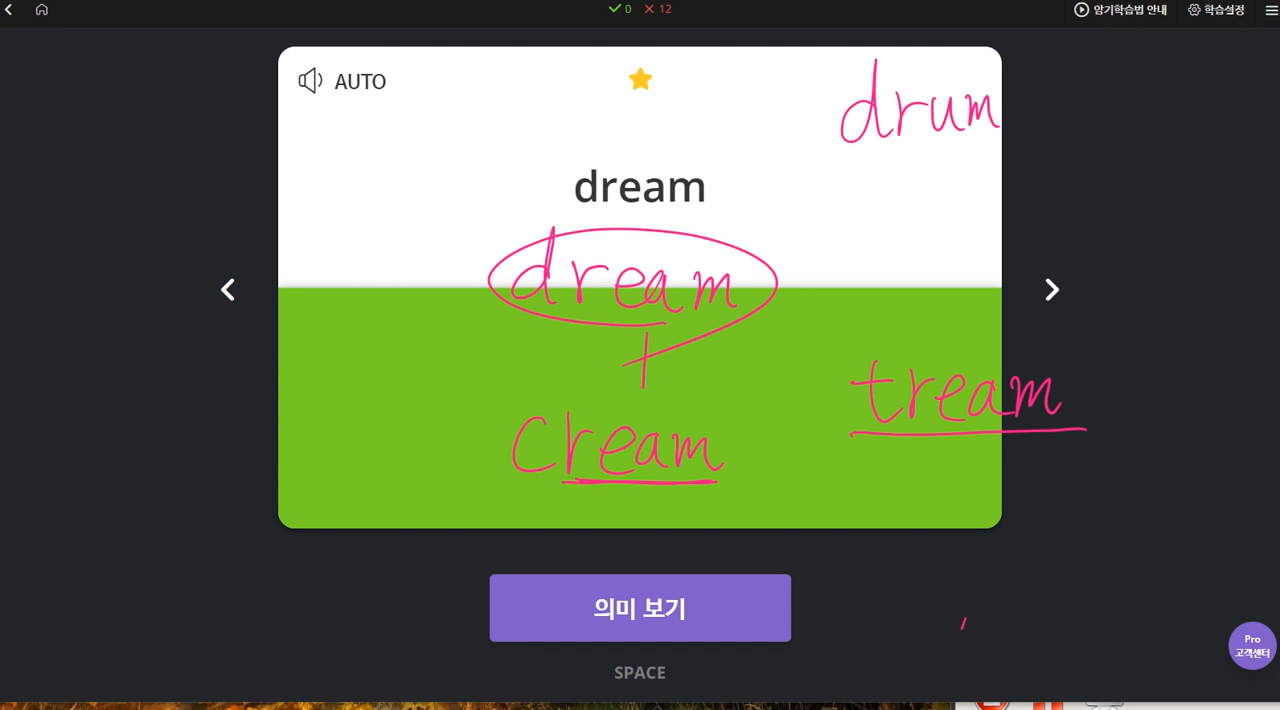 0 12 암기학습법 안내 학습설정
AUTO
drum
dream
dream
tream
cream
의미 보기
SPACE
Pro
고객센터